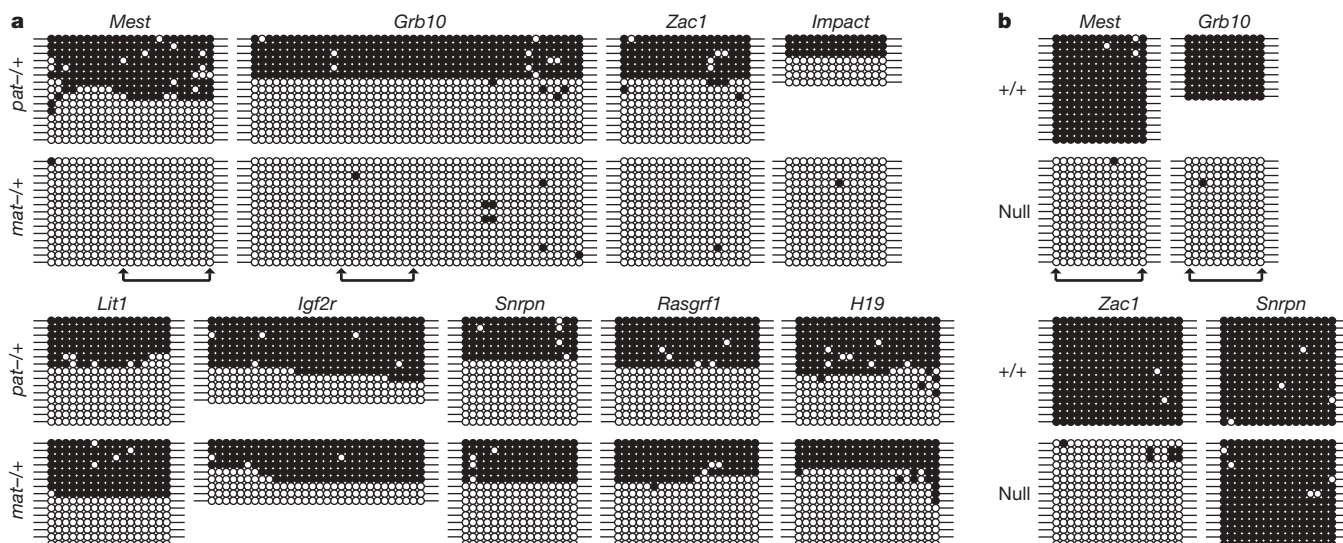 a
Mest Grb10 Zac1 Impact
pat–/+
mat–/+
Lit1 Igf2r Snrpn Rasgrf1 H19
pat–/+
mat–/+
b
Mest Grb10
+/+
Null
Zac1 Snrpn
+/+
Null